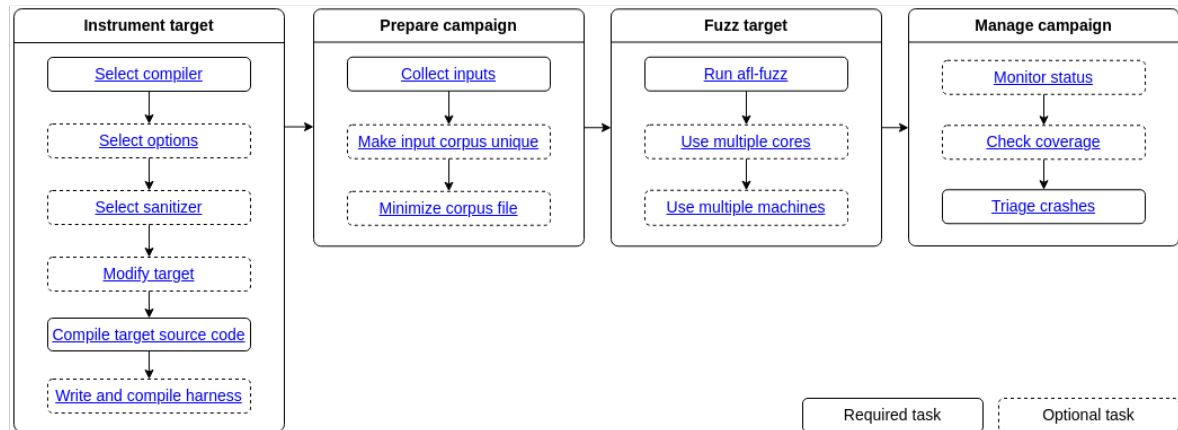 Instrument target
Select compiler
Select options
Select sanitizer
Modify target
Compile target source code
Write and compile harness
Prepare campaign
Collect inputs
Make input corpus unique
Minimize corpus file
Fuzz target
Run afl-fuzz
Use multiple cores
Use multiple machines
Manage campaign
Monitor status
Check coverage
Triage crashes
Required task
Optional task